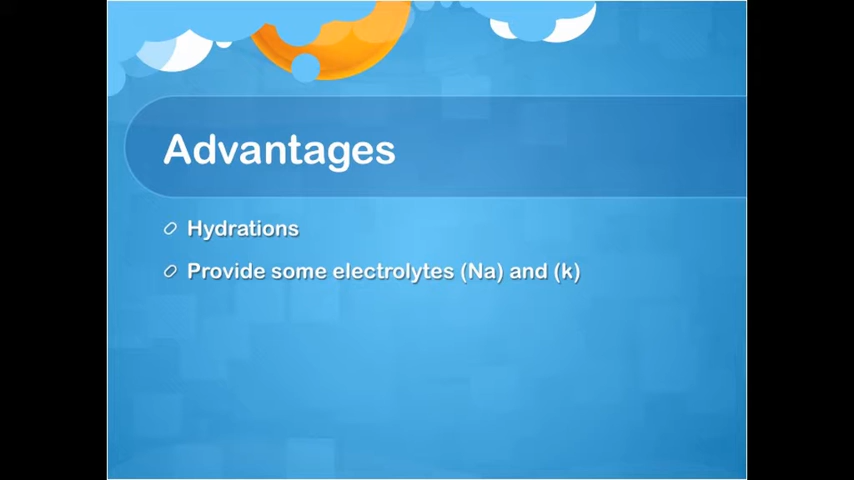 Advantages
Hydrations
Provide some electrolytes (Na) and (k)